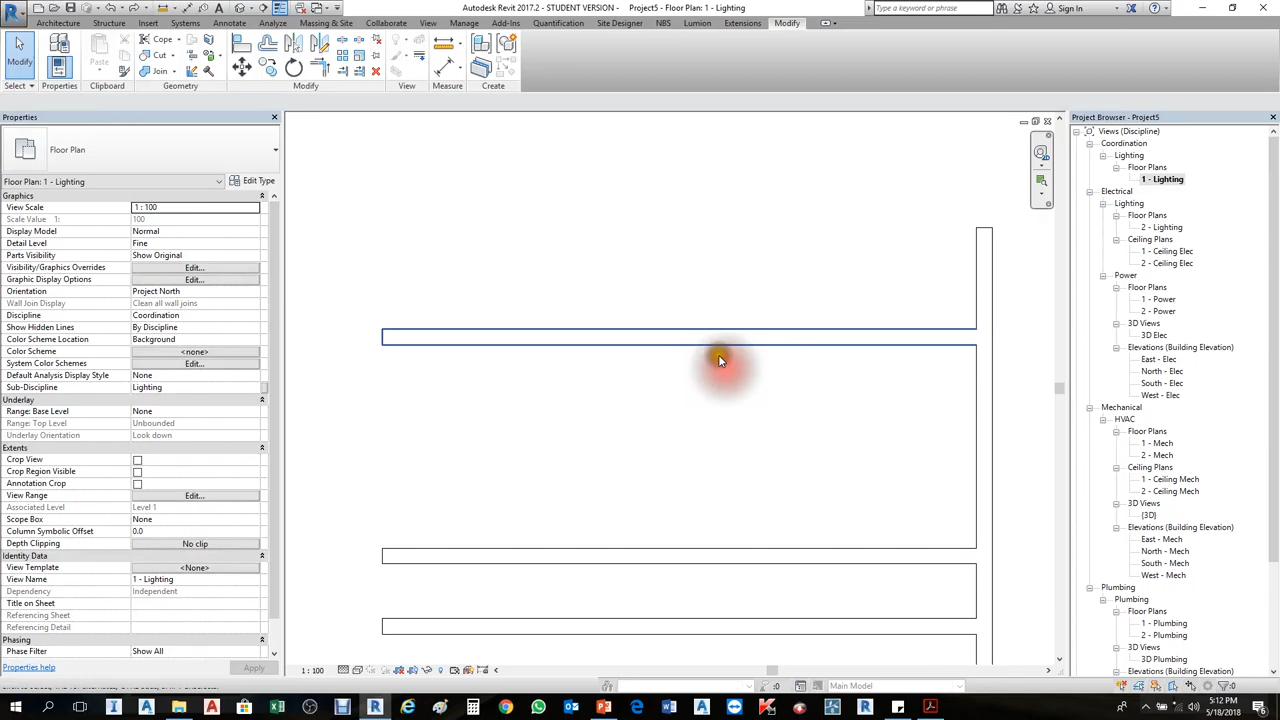 Autodesk Revit 2017.2 - STUDENT VERSION -    Project5 - Floor Plan: 1 - Lighting
Type a keyword or phrase
Sign In
Architecture Structure Insert Systems Annotate Analyze Massing & Site Collaborate View Manage Add-Ins Quantification Site Designer NBS Lumion Extensions Modify
Modify
Paste
Cope
Cut
Join
Select
Properties
Clipboard
Geometry
Modify
View
Measure
Create
Properties
Floor Plan
Floor Plan: 1 - Lighting
Edit Type
Graphics
View Scale 1 : 100
Scale Value 1: 100
Display Model Normal
Detail Level Fine
Parts Visibility Show Original
Visibility/Graphics Overrides Edit...
Graphic Display Options Edit...
Orientation Project North
Wall Join Display Clean all wall joins
Discipline Coordination
Show Hidden Lines By Discipline
Color Scheme Location Background
Color Scheme <none>
System Color Schemes Edit...
Default Analysis Display Style None
Sub-Discipline Lighting
Underlay
Range: Base Level None
Range: Top Level Unbounded
Underlay Orientation Look down
Extents
Crop View
Crop Region Visible
Annotation Crop
View Range Edit...
Associated Level Level 1
Scope Box None
Column Symbolic Offset 0.0
Depth Clipping No clip
Identity Data
View Template <None>
View Name 1 - Lighting
Dependency Independent
Title on Sheet
Referencing Sheet
Referencing Detail
Phasing
Phase Filter Show All
Properties help
Apply
1 : 100
Project Browser - Project5
Views (Discipline)
Coordination
Lighting
Floor Plans
1 - Lighting
Electrical
Lighting
Floor Plans
2 - Lighting
Ceiling Plans
1 - Ceiling Elec
2 - Ceiling Elec
Power
Floor Plans
1 - Power
2 - Power
3D Views
3D Elec
Elevations (Building Elevation)
East - Elec
North - Elec
South - Elec
West - Elec
Mechanical
HVAC
Floor Plans
1 - Mech
2 - Mech
Ceiling Plans
1 - Ceiling Mech
2 - Ceiling Mech
3D Views
{3D}
Elevations (Building Elevation)
East - Mech
North - Mech
South - Mech
West - Mech
Plumbing
Plumbing
Floor Plans
1 - Plumbing
2 - Plumbing
3D Views
3D Plumbing
Elevations (Building Elevation)
:0
Main Model
:0
5:12 PM
5/18/2018